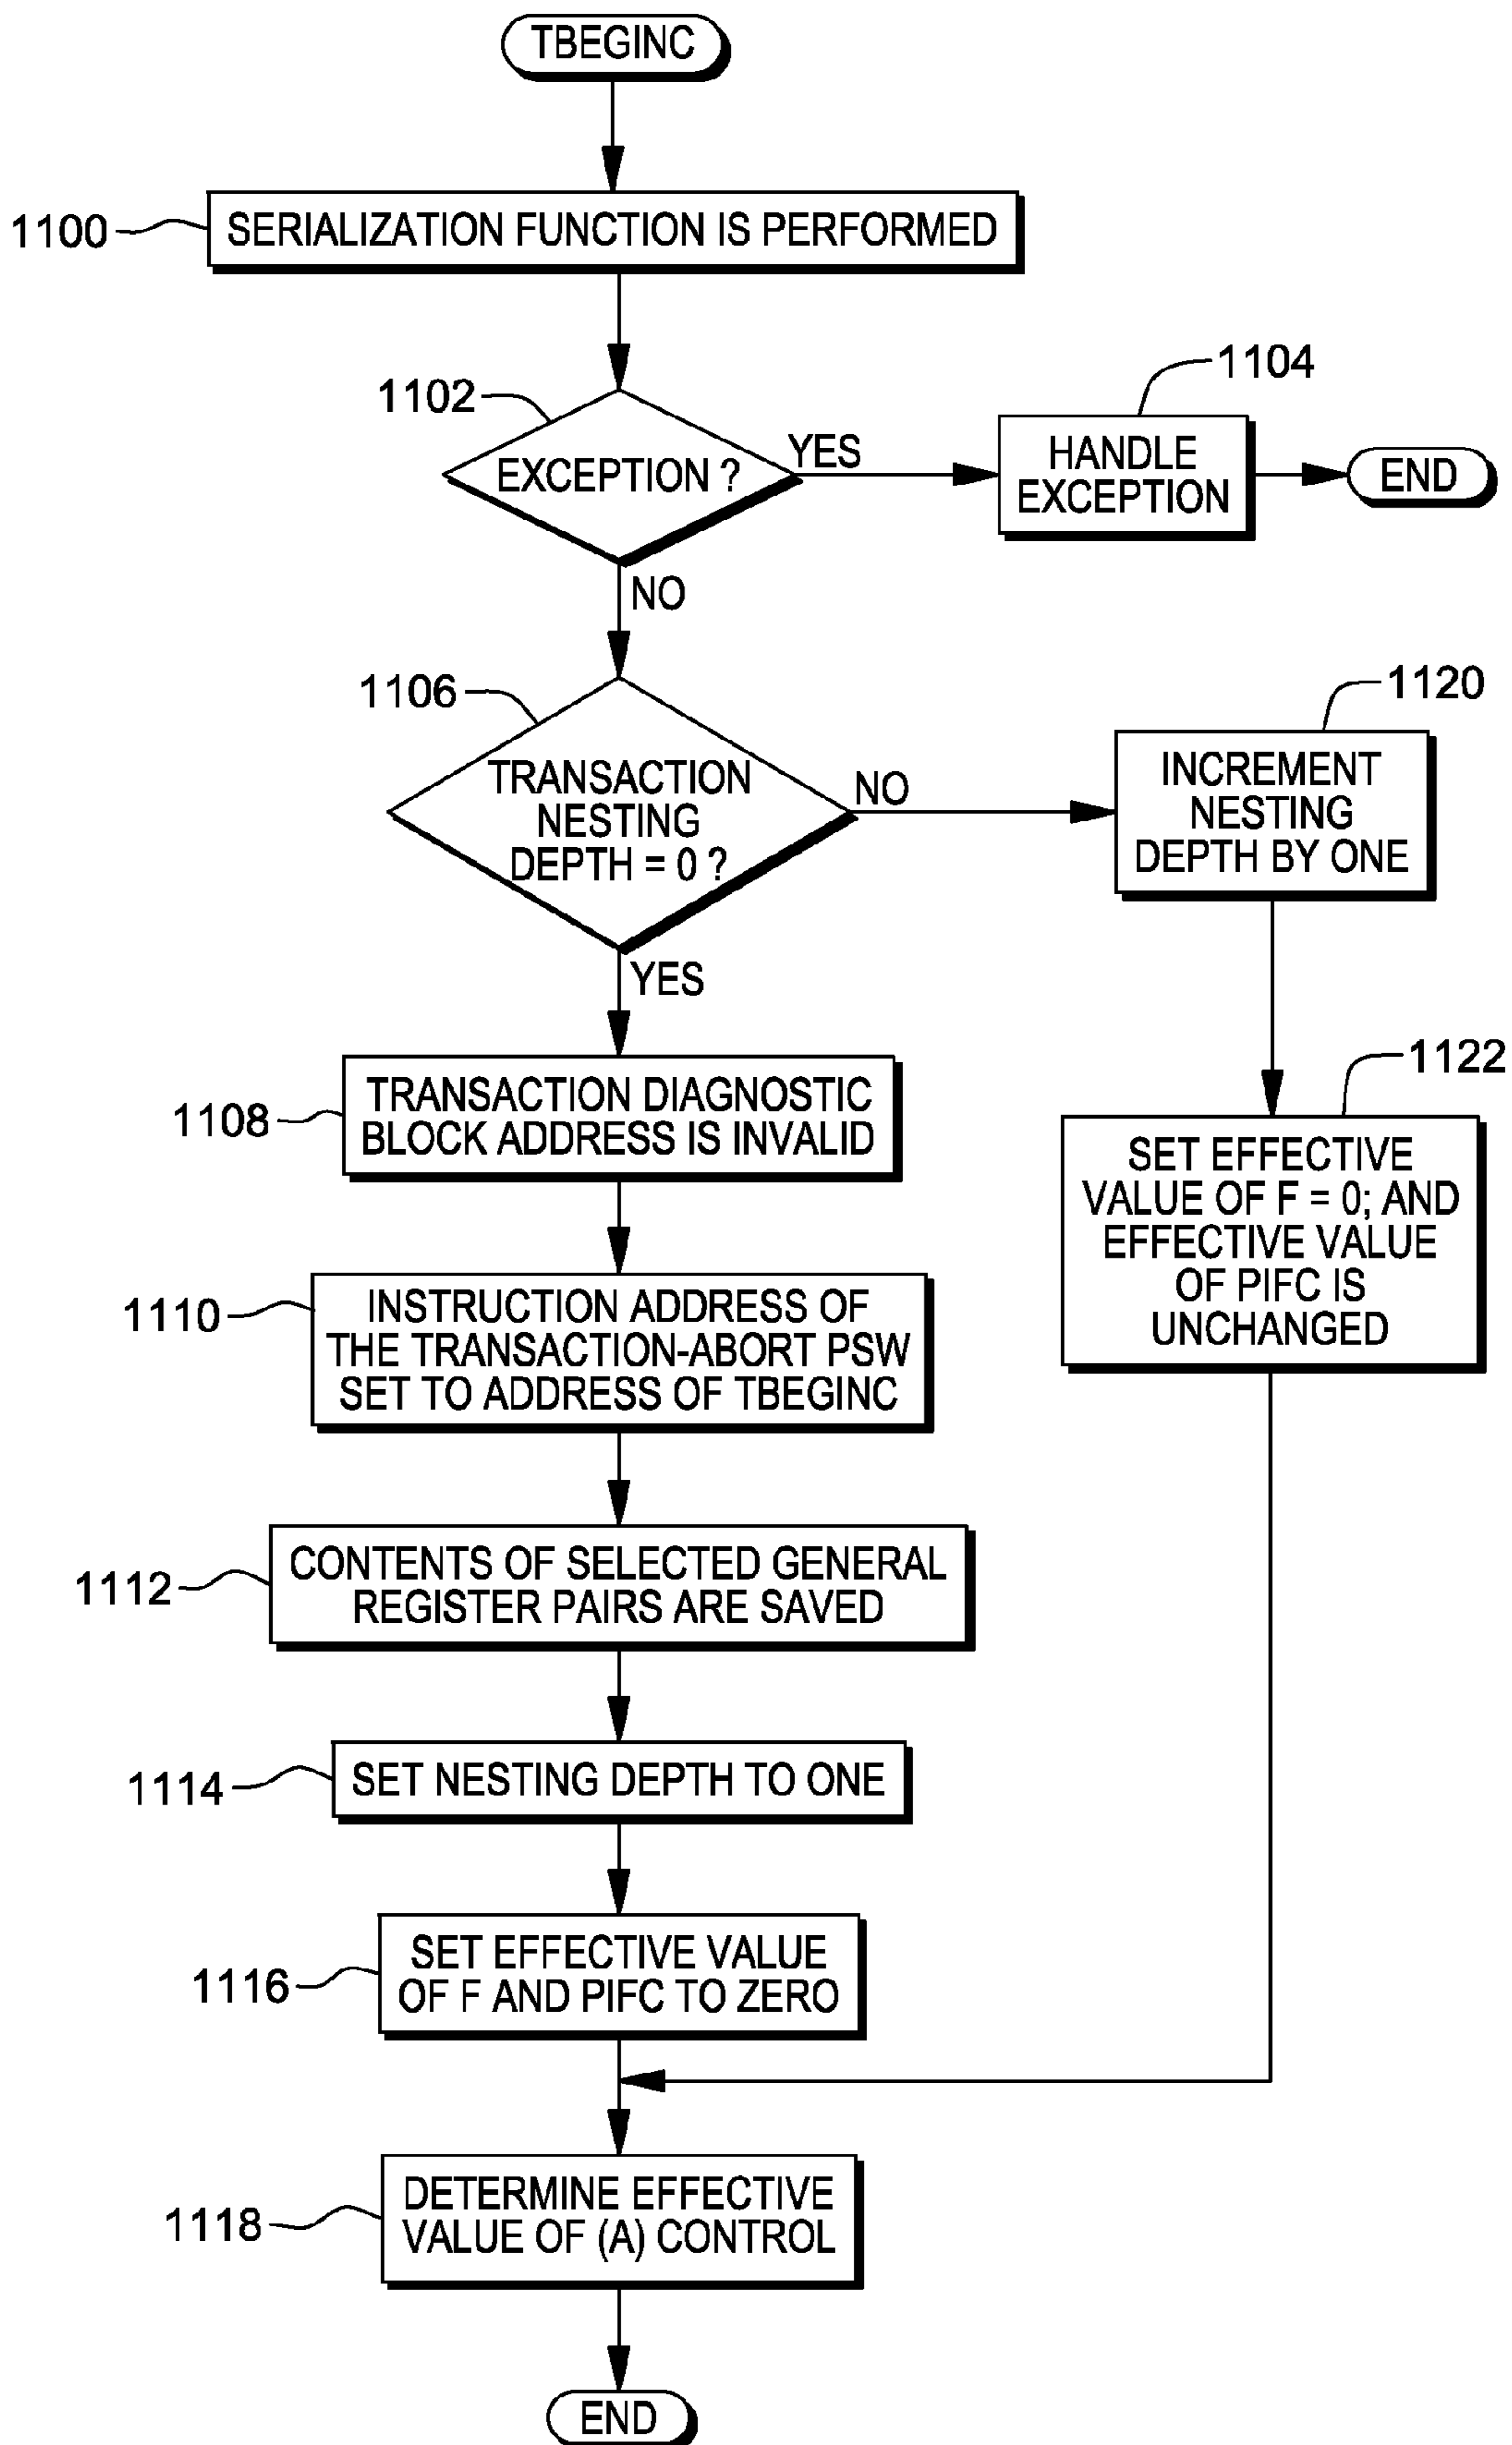 TBEGINC
1100
SERIALIZATION FUNCTION IS PERFORMED
1102
EXCEPTION ?
YES
1104
HANDLE
EXCEPTION
END
NO
1106
TRANSACTION
NESTING
DEPTH = 0 ?
NO
1120
INCREMENT
NESTING
DEPTH BY ONE
YES
1108
TRANSACTION DIAGNOSTIC
BLOCK ADDRESS IS INVALID
1122
SET EFFECTIVE
VALUE OF F = 0; AND
EFFECTIVE VALUE
OF PIFC IS
UNCHANGED
1110
INSTRUCTION ADDRESS OF
THE TRANSACTION-ABORT PSW
SET TO ADDRESS OF TBEGINC
1112
CONTENTS OF SELECTED GENERAL
REGISTER PAIRS ARE SAVED
1114
SET NESTING DEPTH TO ONE
1116
SET EFFECTIVE VALUE
OF F AND PIFC TO ZERO
1118
DETERMINE EFFECTIVE
VALUE OF (A) CONTROL
END